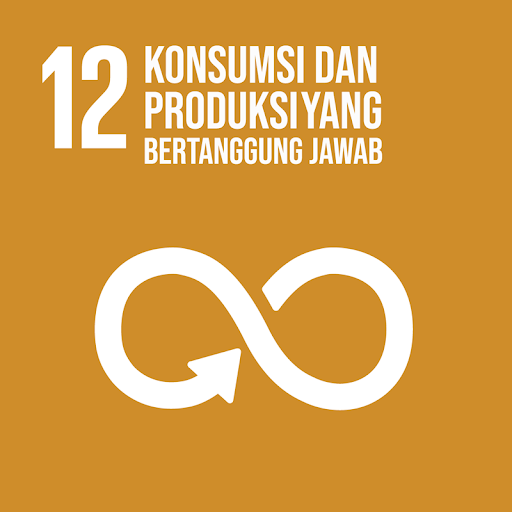 12
KONSUMSI DAN
PRODUKSI YANG
BERTANGGUNG JAWAB